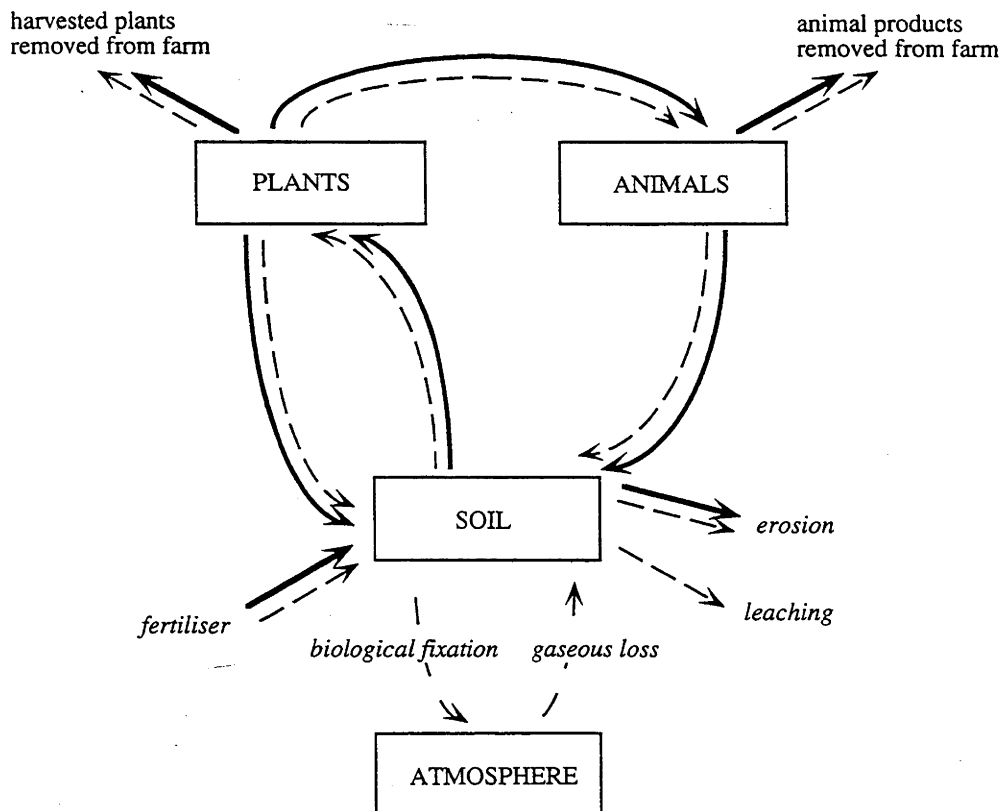 harvested plants
removed from farm
animal products
removed from farm
PLANTS
ANIMALS
SOIL
erosion
fertiliser
leaching
biological fixation
gaseous loss
ATMOSPHERE